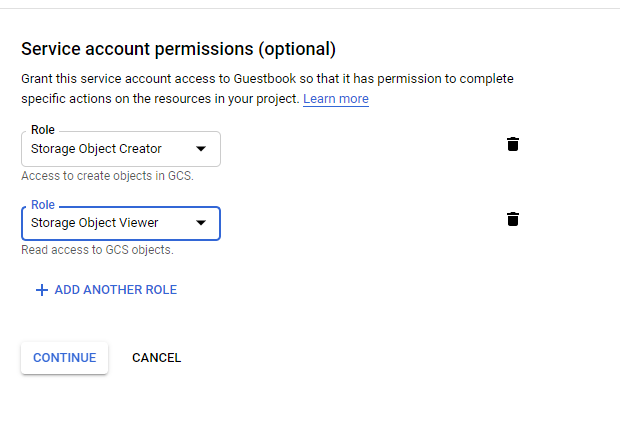 Service account permissions (optional)
Grant this service account access to Guestbook so that it has permission to complete
specific actions on the resources in your project. Learn more
Role
Storage Object Creator
Access to create objects in GCS.
Role
Storage Object Viewer
Read access to GCS objects.
+ ADD ANOTHER ROLE
CONTINUE CANCEL